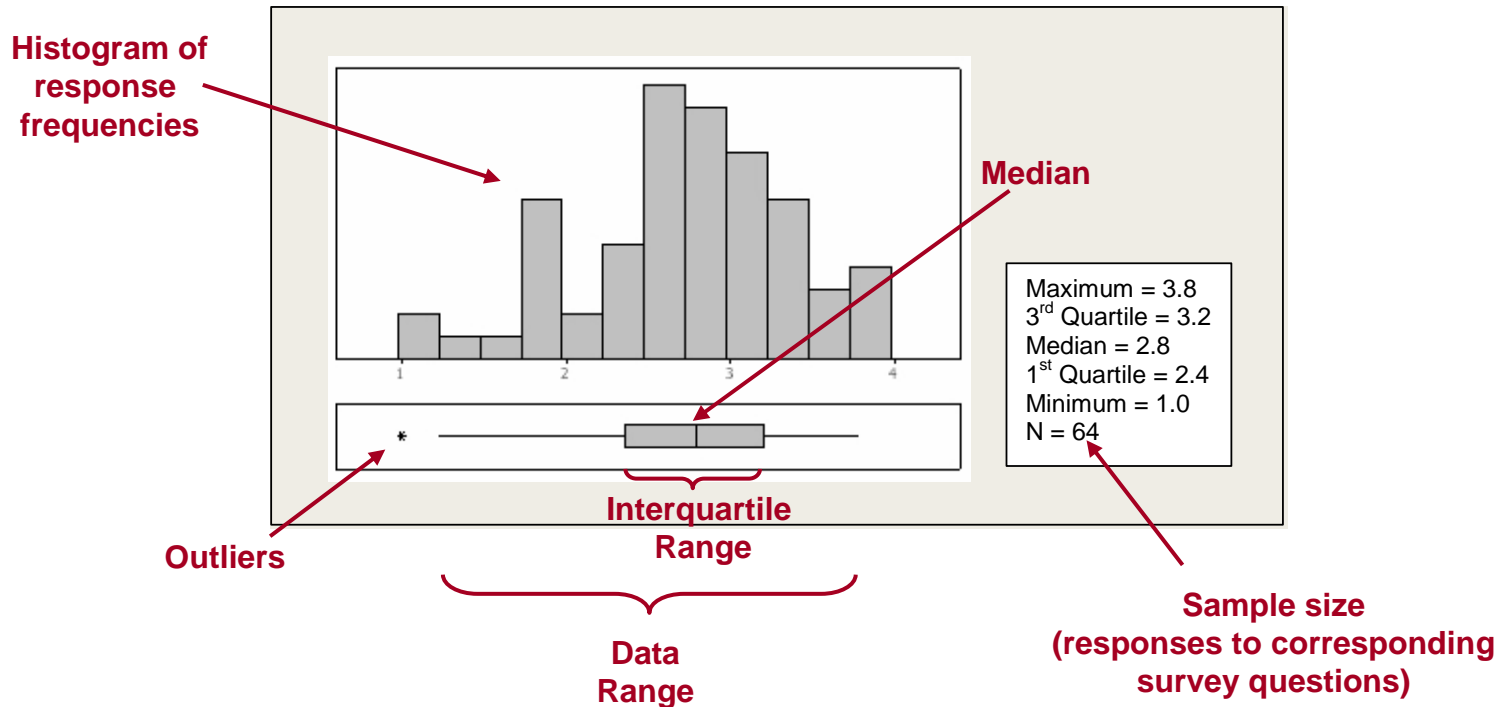 Histogram of
response
frequencies
Median
Maximum = 3.8
3rd Quartile = 3.2
Median = 2.8
1st Quartile = 2.4
Minimum = 1.0
N = 64
1 2 3 4
*
Interquartile
Range
Outliers
Data
Range
Sample size
(responses to corresponding
survey questions)